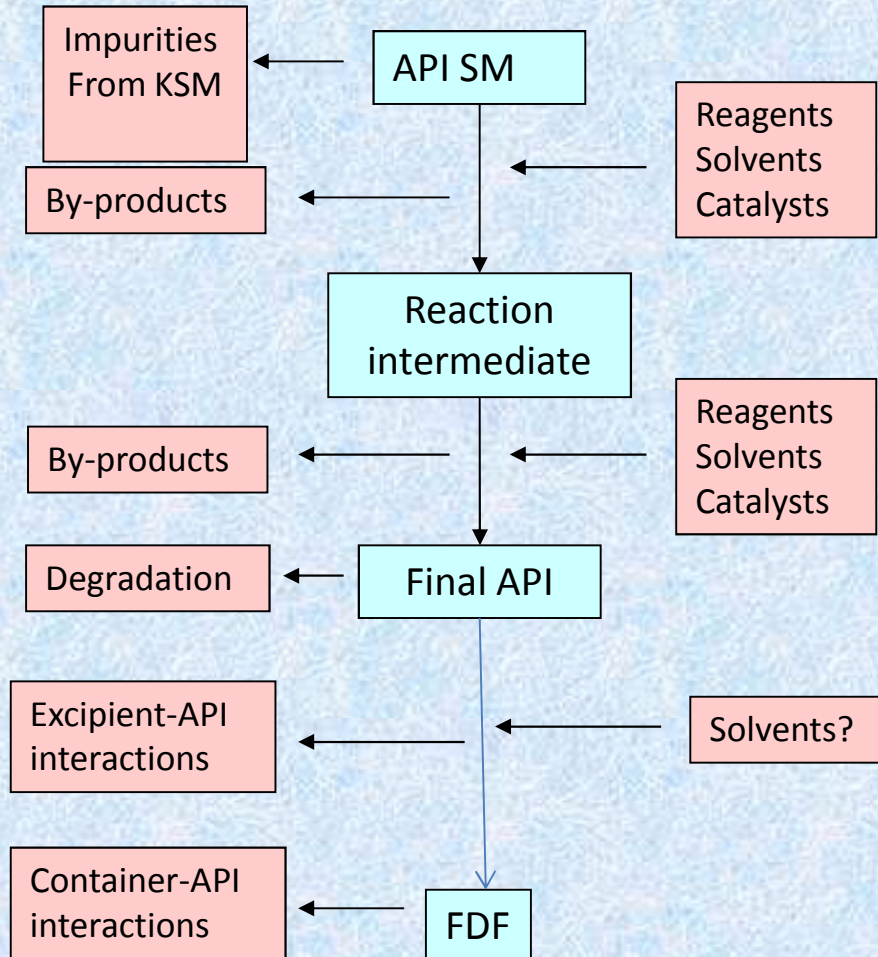 Impurities
From KSM
API SM
Reagents
Solvents
Catalysts
By-products
Reaction
intermediate
Reagents
Solvents
Catalysts
By-products
Degradation
Final API
Excipient-API
interactions
Solvents?
Container-API
interactions
FDF